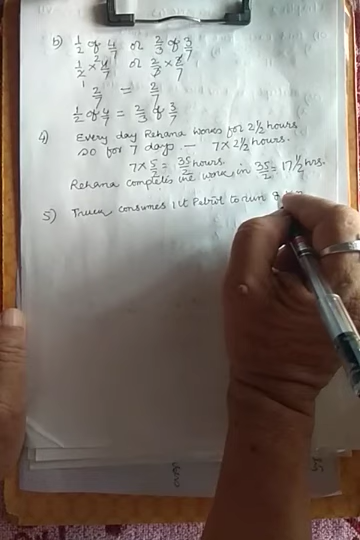 b) 1/2 of 4/7 or 2/3 of 3/7
1/2 × 4/7 or 2/3 × 3/7
2/7 = 2/7
1/2 of 4/7 = 2/3 of 3/7
4) Every day Rehana works for 2 1/2 hours
so for 7 days — 7 × 2 1/2 hours.
7 × 5/2 = 35/2 hours.
Rehana completes the work in 35/2 = 17 1/2 hrs.
5) Truck consumes 1 lt Petrol to run 8